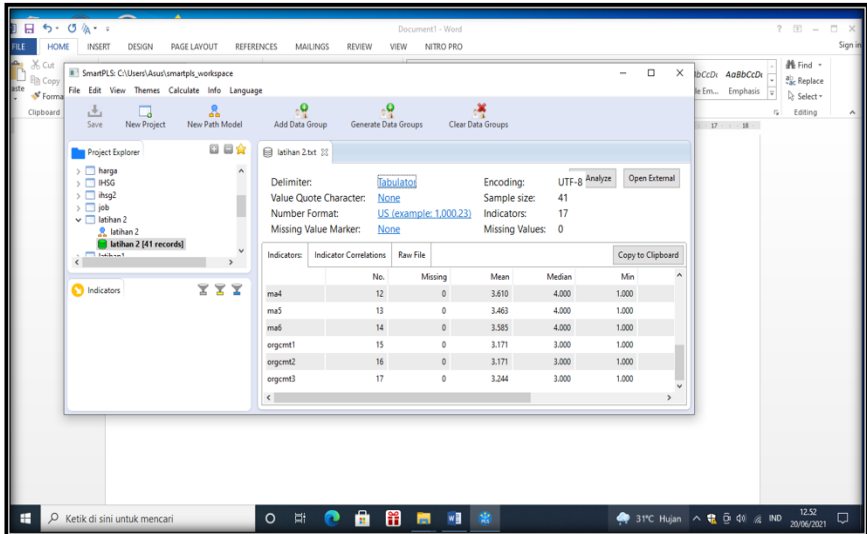 Document1 - Word
FILE HOME INSERT DESIGN PAGE LAYOUT REFERENCES MAILINGS REVIEW VIEW NITRO PRO Sign in
Cut
Copy
Clipboard
AaBbCcDc
Emphasis
Find
Replace
Select
Editing
17 18
SmartPLS: C:\Users\Asus\smartpls_workspace
File Edit View Themes Calculate Info Language
Save New Project New Path Model Add Data Group Generate Data Groups Clear Data Groups
Project Explorer
harga
IHSG
ihsg2
job
latihan 2
latihan 2
latihan 2 [41 records]
latihan1
Indicators
latihan 2.txt
Delimiter: Tabulator Encoding: UTF-8 Analyze Open External
Value Quote Character: None Sample size: 41
Number Format: US (example: 1,000.23) Indicators: 17
Missing Value Marker: None Missing Values: 0
Indicators: Indicator Correlations Raw File Copy to Clipboard
No. Missing Mean Median Min
ma4 12 0 3.610 4.000 1.000
ma5 13 0 3.463 4.000 1.000
ma6 14 0 3.585 4.000 1.000
orgcmt1 15 0 3.171 3.000 1.000
orgcmt2 16 0 3.171 3.000 1.000
orgcmt3 17 0 3.244 3.000 1.000
Ketik di sini untuk mencari
31°C Hujan IND 12.52
20/06/2021